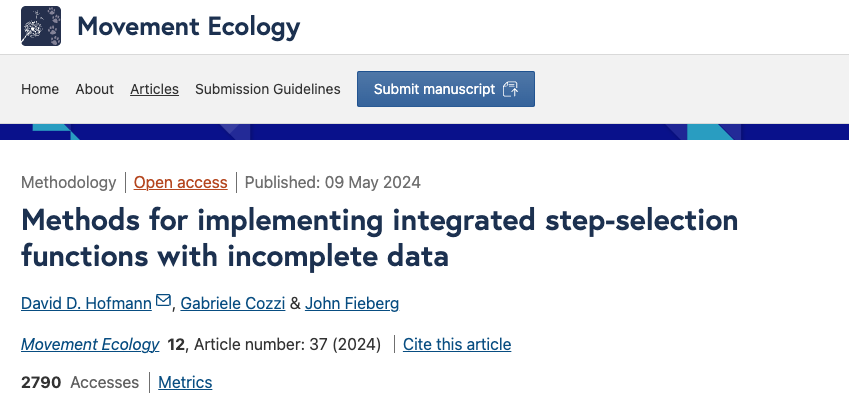 Movement Ecology
Home About Articles Submission Guidelines Submit manuscript
Methodology | Open access | Published: 09 May 2024
Methods for implementing integrated step-selection
functions with incomplete data
David D. Hofmann, Gabriele Cozzi & John Fieberg
Movement Ecology 12, Article number: 37 (2024) | Cite this article
2790 Accesses | Metrics